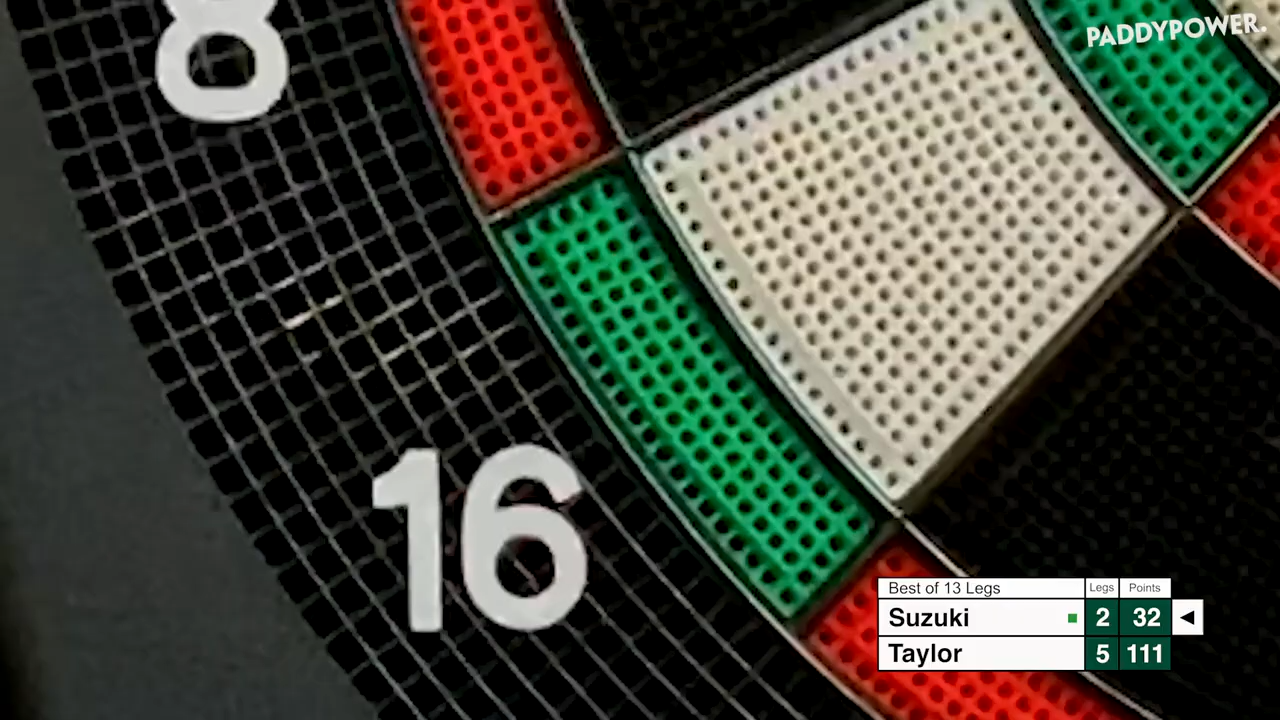 PADDYPOWER.
8
16
Best of 13 Legs Legs Points
Suzuki 2 32
Taylor 5 111